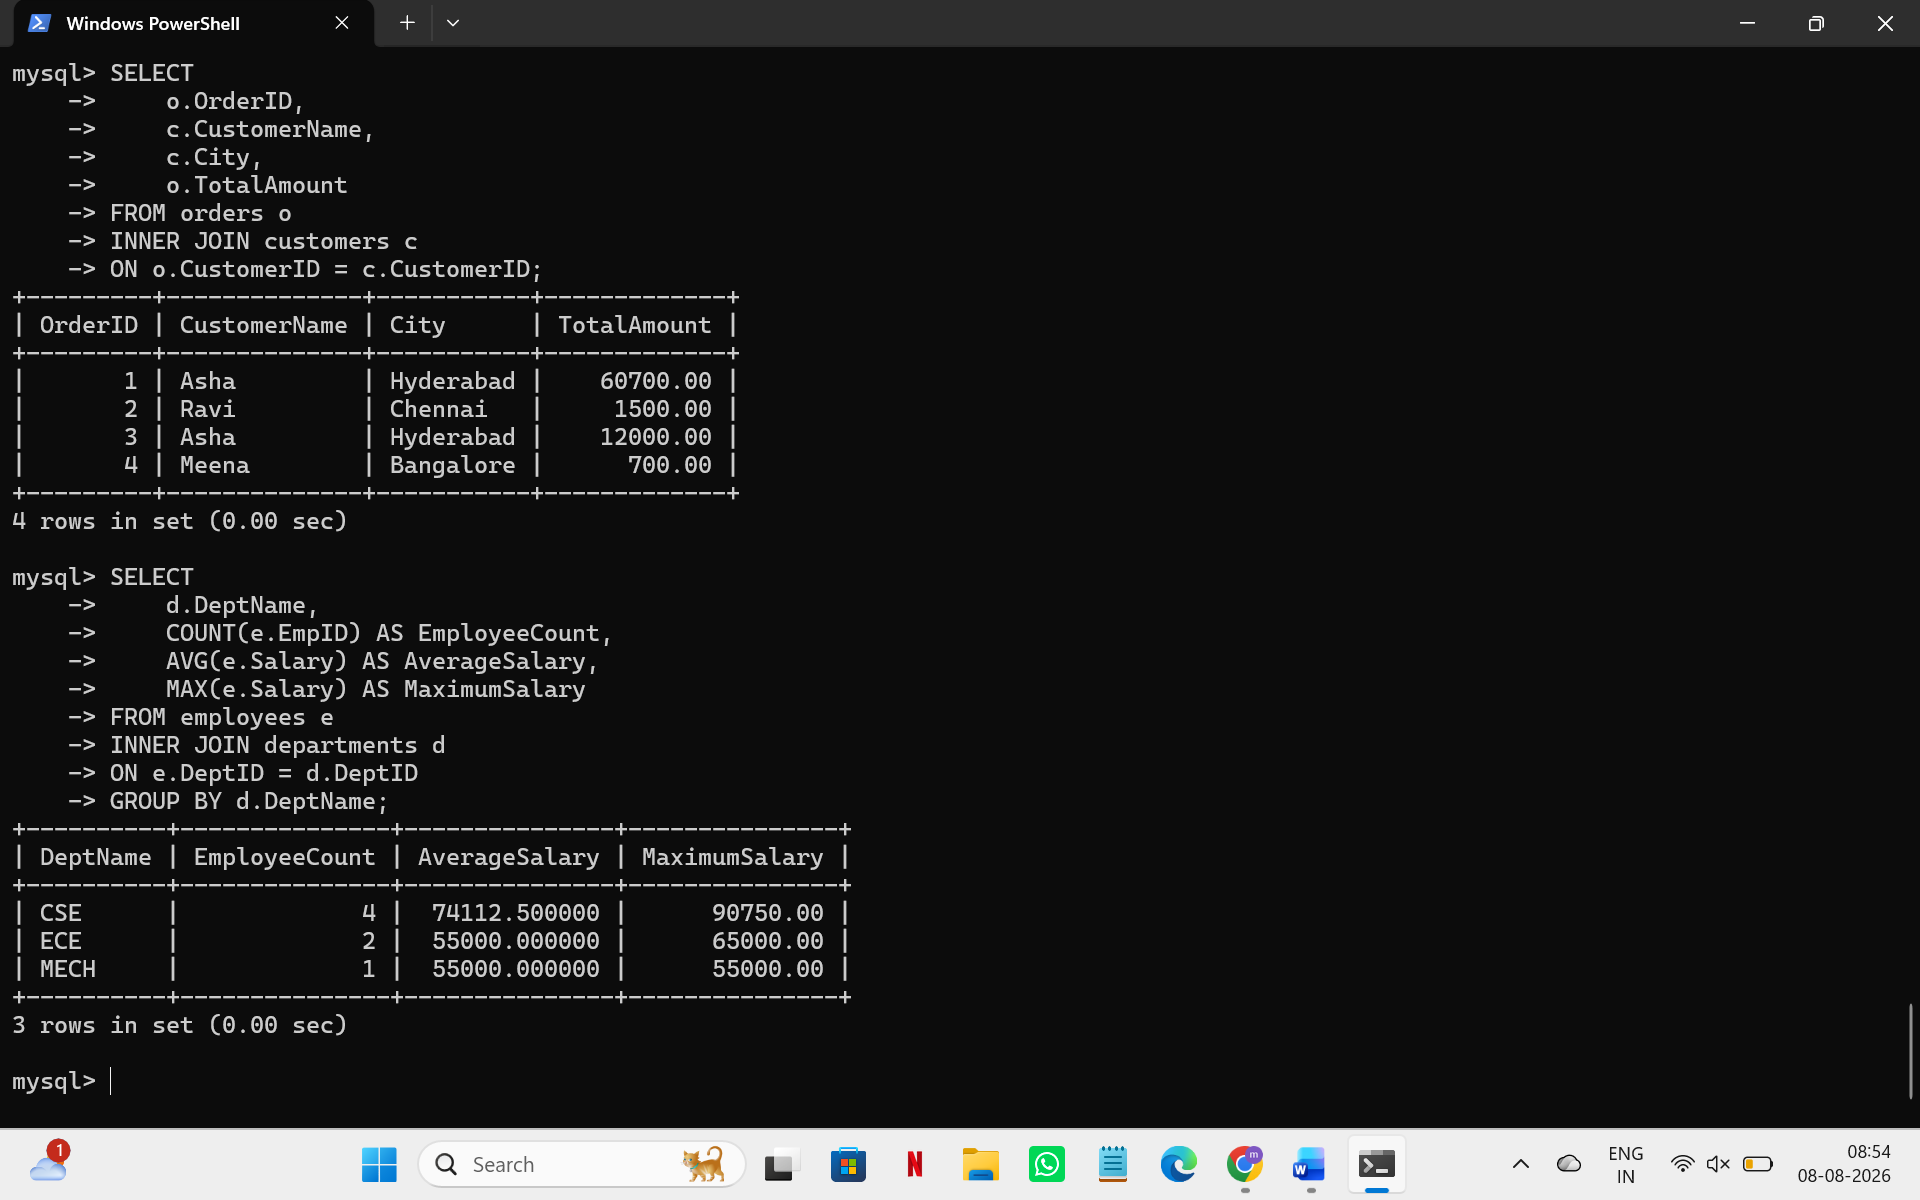 Windows PowerShell
mysql> SELECT
    ->     o.OrderID,
    ->     c.CustomerName,
    ->     c.City,
    ->     o.TotalAmount
    -> FROM orders o
    -> INNER JOIN customers c
    -> ON o.CustomerID = c.CustomerID;
+---------+--------------+-----------+-------------+
| OrderID | CustomerName | City      | TotalAmount |
+---------+--------------+-----------+-------------+
|       1 | Asha         | Hyderabad |    60700.00 |
|       2 | Ravi         | Chennai   |     1500.00 |
|       3 | Asha         | Hyderabad |    12000.00 |
|       4 | Meena        | Bangalore |      700.00 |
+---------+--------------+-----------+-------------+
4 rows in set (0.00 sec)

mysql> SELECT
    ->     d.DeptName,
    ->     COUNT(e.EmpID) AS EmployeeCount,
    ->     AVG(e.Salary) AS AverageSalary,
    ->     MAX(e.Salary) AS MaximumSalary
    -> FROM employees e
    -> INNER JOIN departments d
    -> ON e.DeptID = d.DeptID
    -> GROUP BY d.DeptName;
+----------+---------------+---------------+---------------+
| DeptName | EmployeeCount | AverageSalary | MaximumSalary |
+----------+---------------+---------------+---------------+
| CSE      |             4 |  74112.500000 |      90750.00 |
| ECE      |             2 |  55000.000000 |      65000.00 |
| MECH     |             1 |  55000.000000 |      55000.00 |
+----------+---------------+---------------+---------------+
3 rows in set (0.00 sec)

mysql>
1
Search
N
m
W
ENG
IN
08:54
08-08-2026